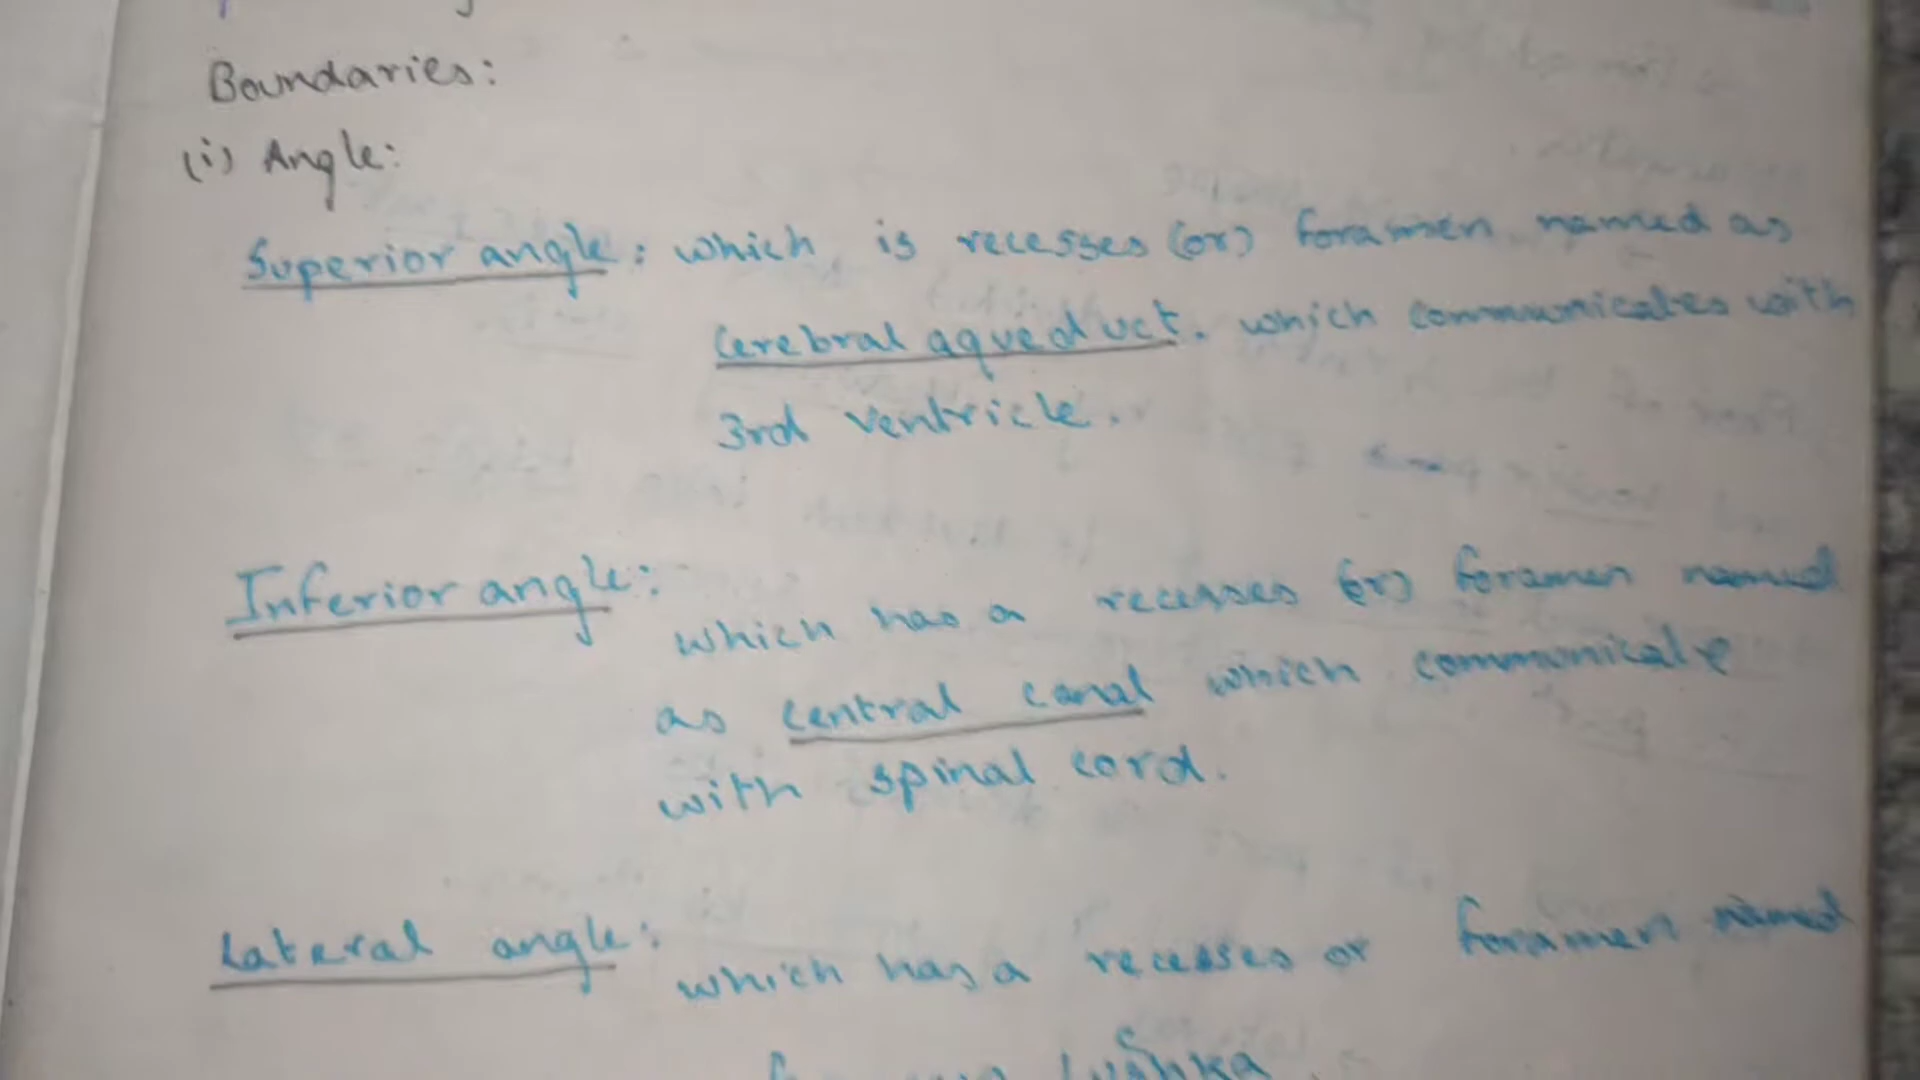 Boundaries:
(i) Angle:
Superior angle: which is recesses (or) foramen named as
cerebral aqueduct. which communicates with
3rd ventricle.
Inferior angle:
which has a recesses (or) foramen named
as central canal which communicate
with spinal cord.
Lateral angle:
which has a recesses or foramen named
Lushka